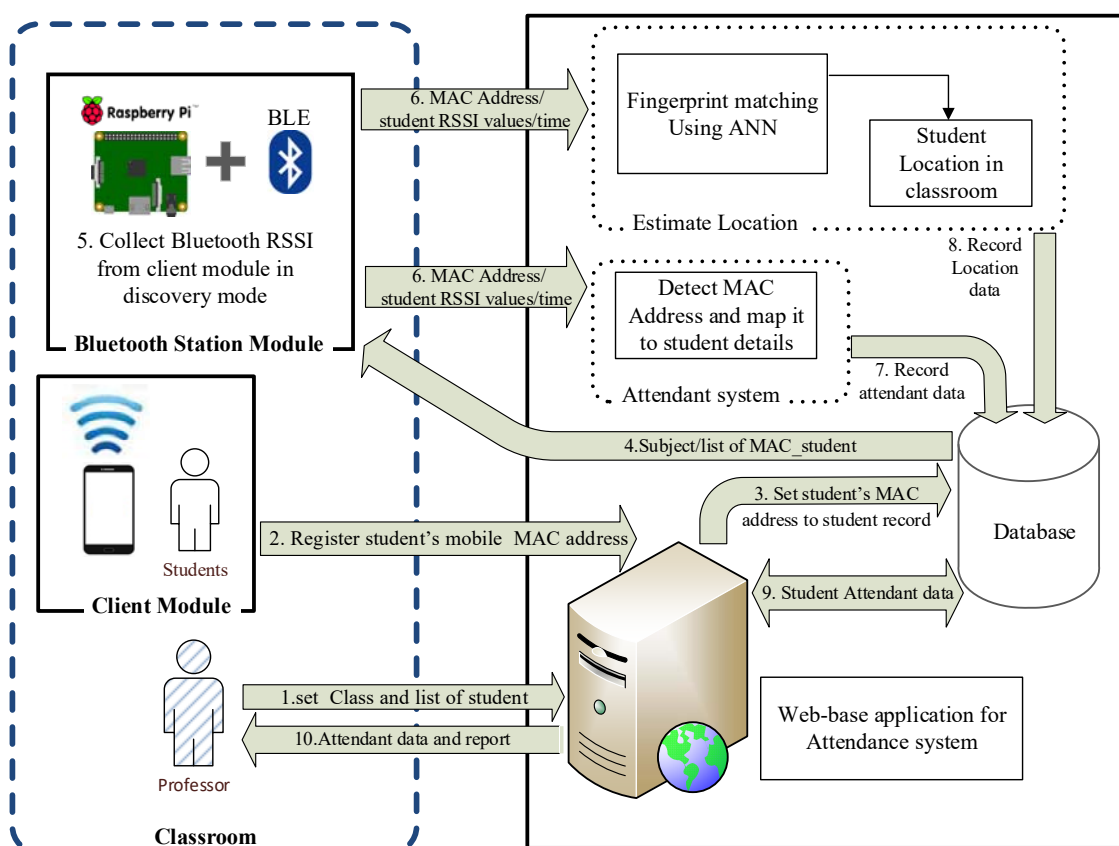 Raspberry Pi™
BLE
5. Collect Bluetooth RSSI
from client module in
discovery mode
Bluetooth Station Module
6. MAC Address/
student RSSI values/time
Fingerprint matching
Using ANN
Student
Location in
classroom
Estimate Location
6. MAC Address/
student RSSI values/time
Detect MAC
Address and map it
to student details
Attendant system
8. Record
Location
data
7. Record
attendant data
4.Subject/list of MAC_student
3. Set student’s MAC
address to student record
Database
Students
Client Module
2. Register student’s mobile MAC address
9. Student Attendant data
1.set Class and list of student
10.Attendant data and report
Professor
Classroom
Web-base application for
Attendance system